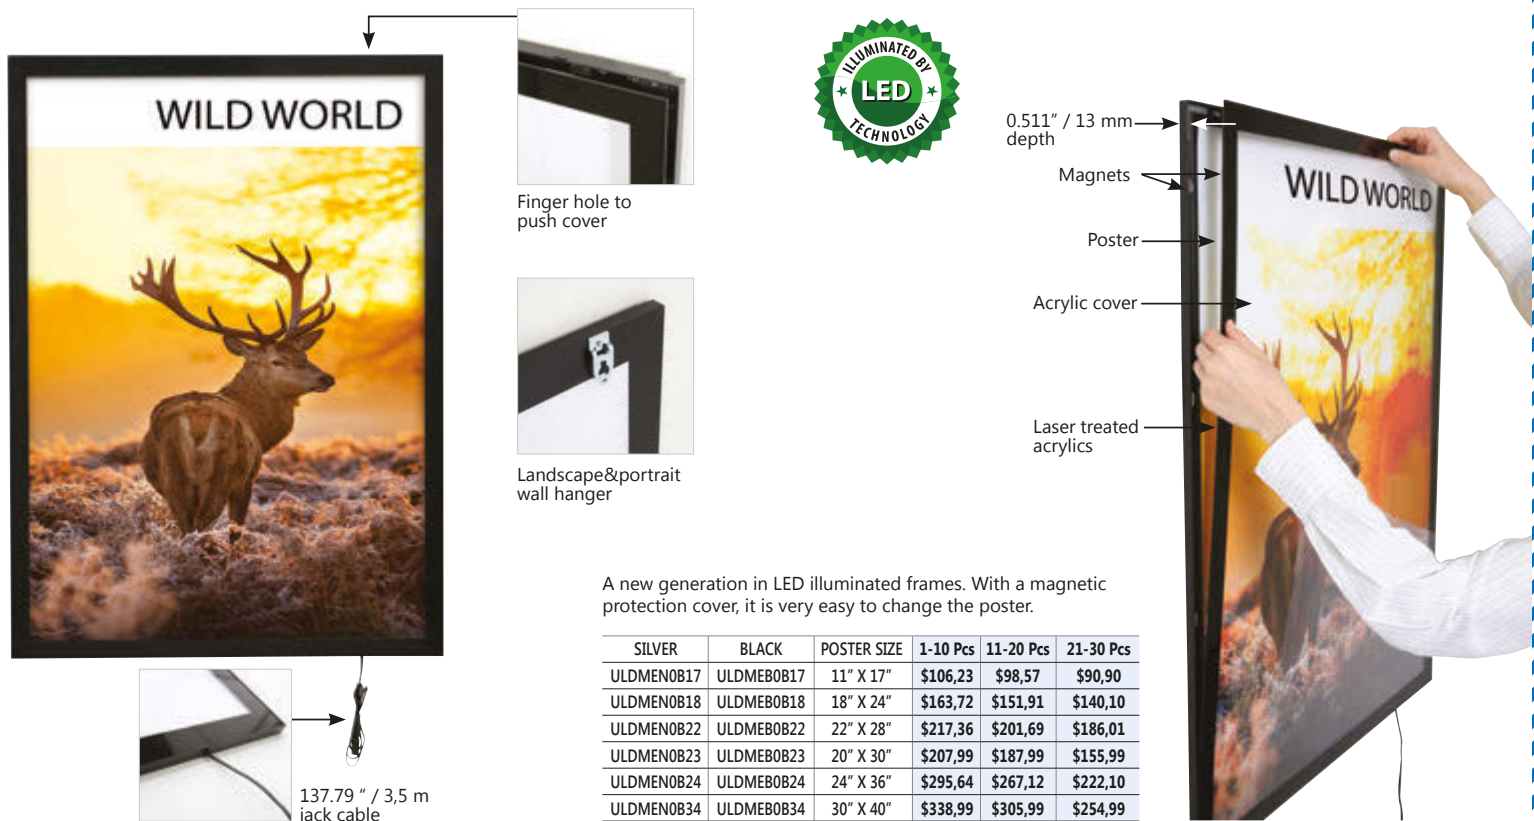 WILD WORLD
Finger hole to
push cover
Landscape&portrait
wall hanger
137.79 " / 3,5 m
jack cable
ILLUMINATED BY
LED
TECHNOLOGY
0.511" / 13 mm
depth
Magnets
Poster
Acrylic cover
Laser treated
acrylics
WILD WORLD
A new generation in LED illuminated frames. With a magnetic
protection cover, it is very easy to change the poster.
SILVER BLACK POSTER SIZE 1-10 Pcs 11-20 Pcs 21-30 Pcs
ULDMEN0B17 ULDMEB0B17 11" X 17" $106,23 $98,57 $90,90
ULDMEN0B18 ULDMEB0B18 18" X 24" $163,72 $151,91 $140,10
ULDMEN0B22 ULDMEB0B22 22" X 28" $217,36 $201,69 $186,01
ULDMEN0B23 ULDMEB0B23 20" X 30" $207,99 $187,99 $155,99
ULDMEN0B24 ULDMEB0B24 24" X 36" $295,64 $267,12 $222,10
ULDMEN0B34 ULDMEB0B34 30" X 40" $338,99 $305,99 $254,99